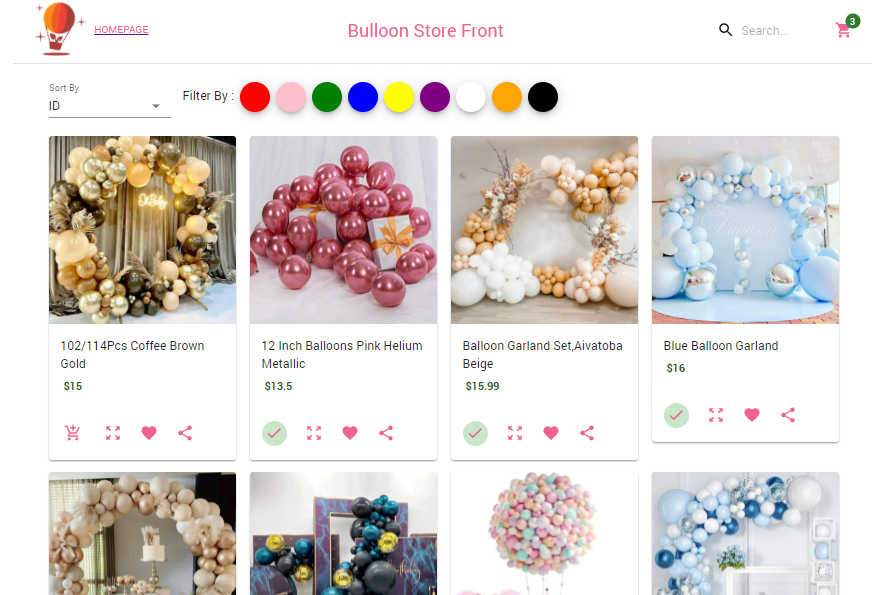 HOMEPAGE
Bulloon Store Front
Search...
3
Sort By
ID
Filter By :
102/114Pcs Coffee Brown
Gold
$15
12 Inch Balloons Pink Helium
Metallic
$13.5
Balloon Garland Set,Aivatoba
Beige
$15.99
Blue Balloon Garland
$16